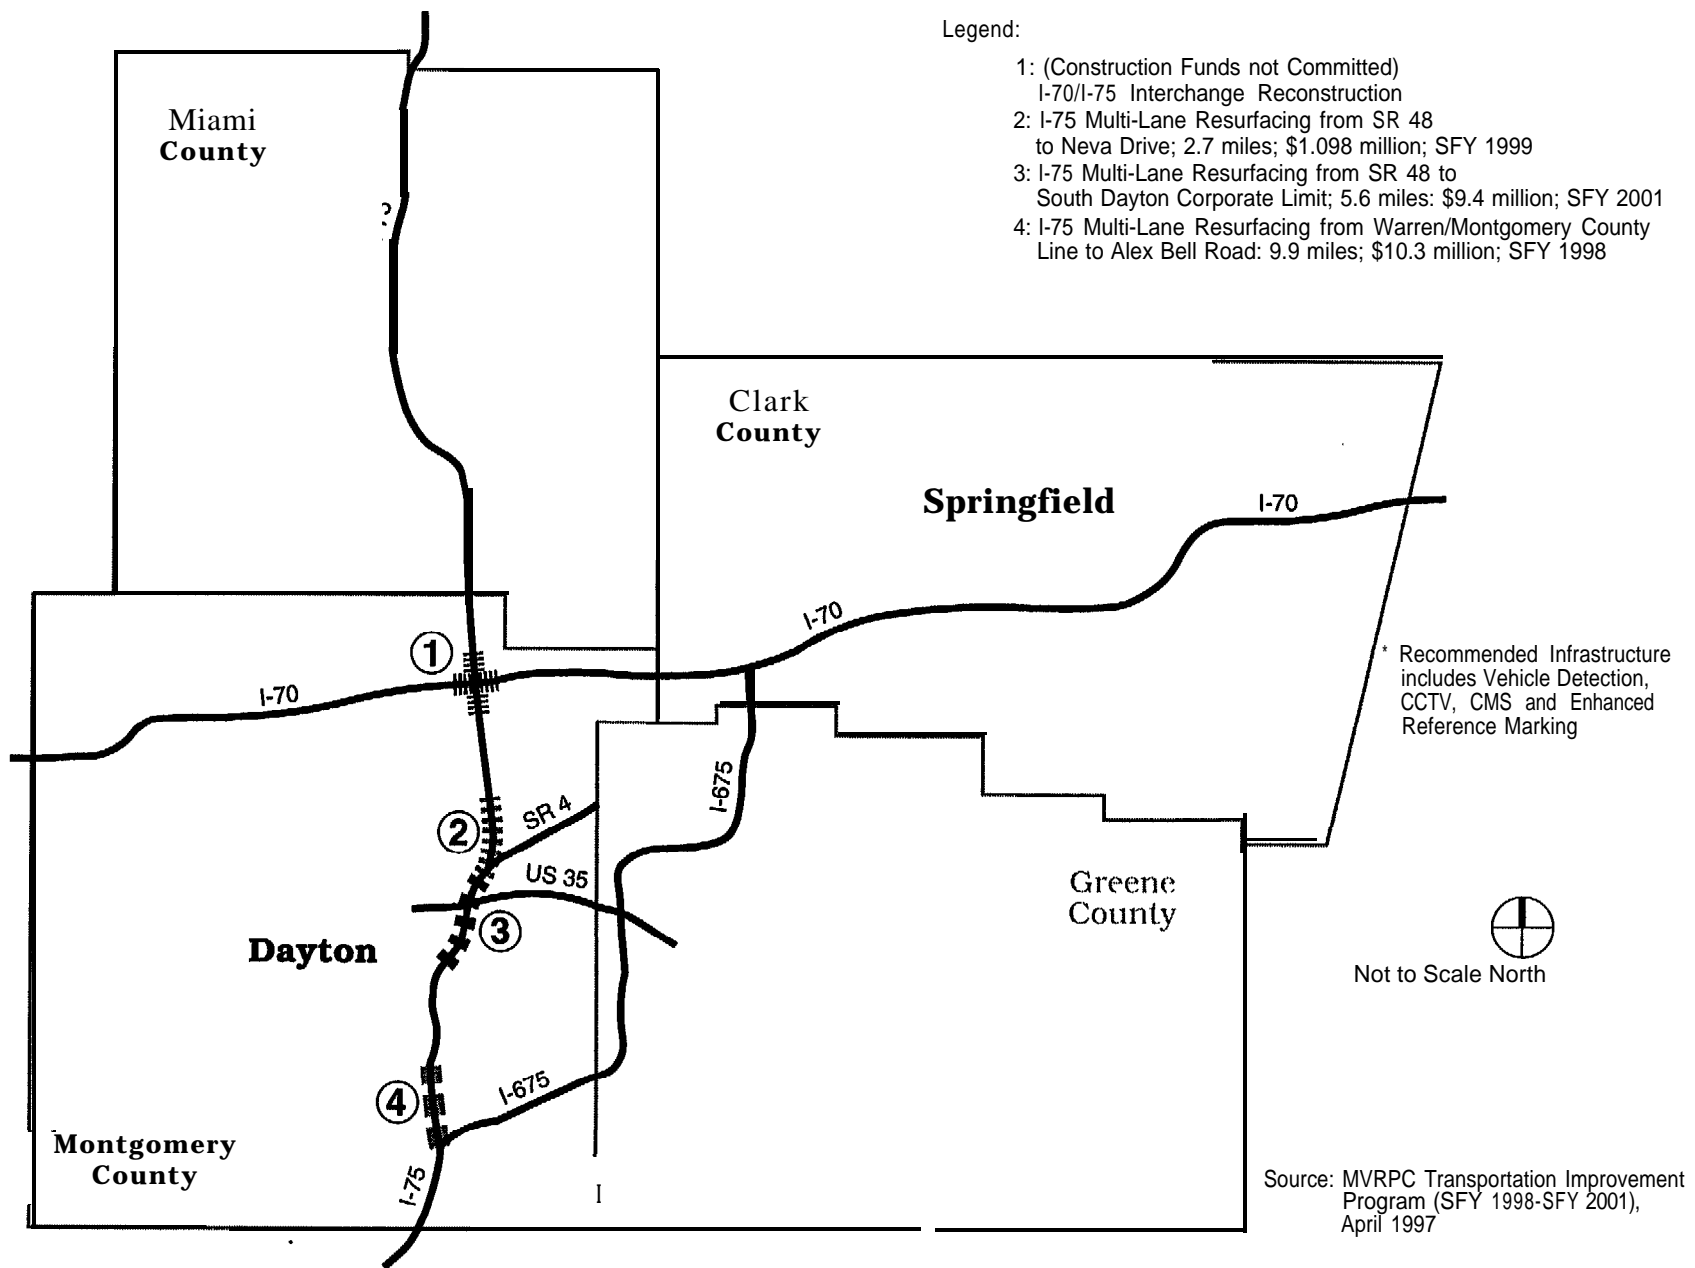 Legend:
1: (Construction Funds not Committed)
I-70/I-75 Interchange Reconstruction
2: I-75 Multi-Lane Resurfacing from SR 48
to Neva Drive; 2.7 miles; $1.098 million; SFY 1999
3: I-75 Multi-Lane Resurfacing from SR 48 to
South Dayton Corporate Limit; 5.6 miles: $9.4 million; SFY 2001
4: I-75 Multi-Lane Resurfacing from Warren/Montgomery County
Line to Alex Bell Road: 9.9 miles; $10.3 million; SFY 1998
Miami
County
?
Clark
County
Springfield
I-70
I-70
1
I-70
* Recommended Infrastructure
includes Vehicle Detection,
CCTV, CMS and Enhanced
Reference Marking
I-675
2
SR 4
US 35
3
Dayton
Greene
County
Not to Scale North
4
I-675
Montgomery
County
I-75
I
Source: MVRPC Transportation Improvement
Program (SFY 1998-SFY 2001),
April 1997